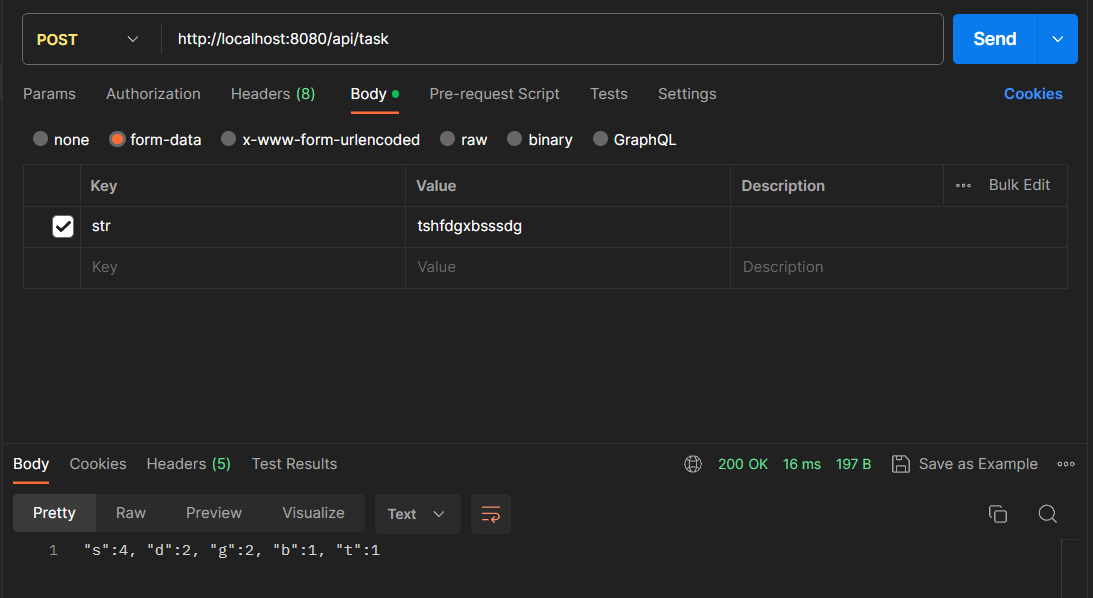 POST http://localhost:8080/api/task Send
Params Authorization Headers (8) Body Pre-request Script Tests Settings Cookies
none form-data x-www-form-urlencoded raw binary GraphQL
Key Value Description Bulk Edit
str tshfdgxbsssdg
Key Value Description
Body Cookies Headers (5) Test Results 200 OK 16 ms 197 B Save as Example
Pretty Raw Preview Visualize Text
1 "s":4, "d":2, "g":2, "b":1, "t":1